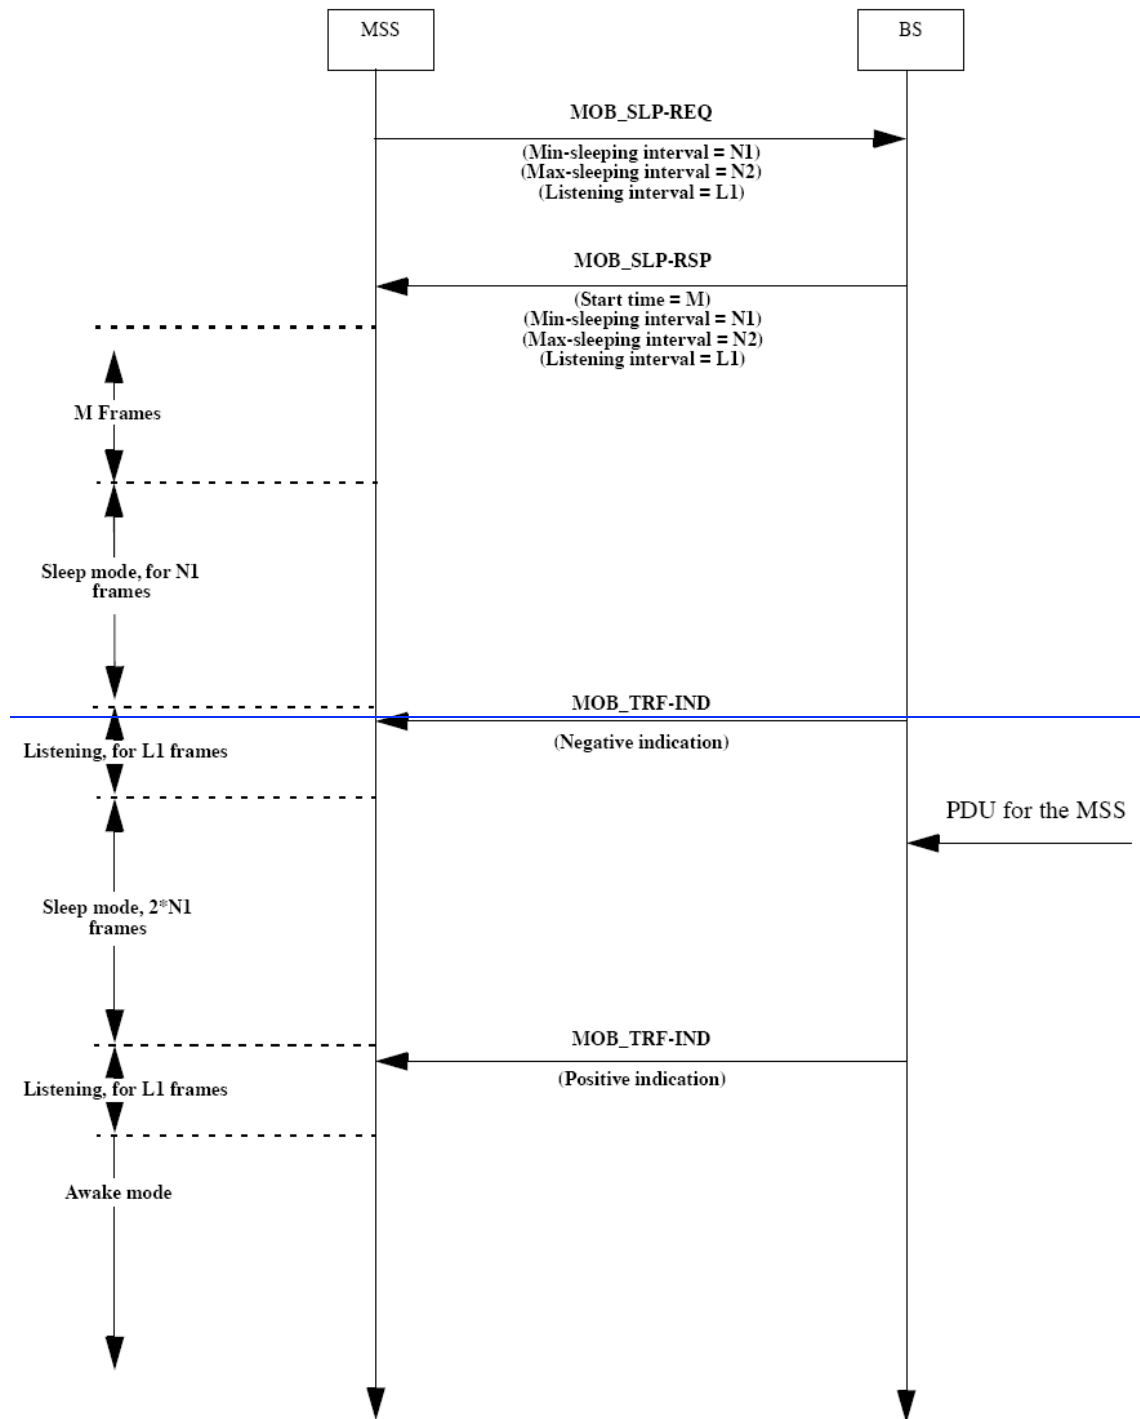 MSS
BS
MOB_SLP-REQ
(Min-sleeping interval = N1)
(Max-sleeping interval = N2)
(Listening interval = L1)
MOB_SLP-RSP
(Start time = M)
(Min-sleeping interval = N1)
(Max-sleeping interval = N2)
(Listening interval = L1)
M Frames
Sleep mode, for N1
frames
MOB_TRF-IND
(Negative indication)
Listening, for L1 frames
PDU for the MSS
Sleep mode, 2*N1
frames
MOB_TRF-IND
(Positive indication)
Listening, for L1 frames
Awake mode